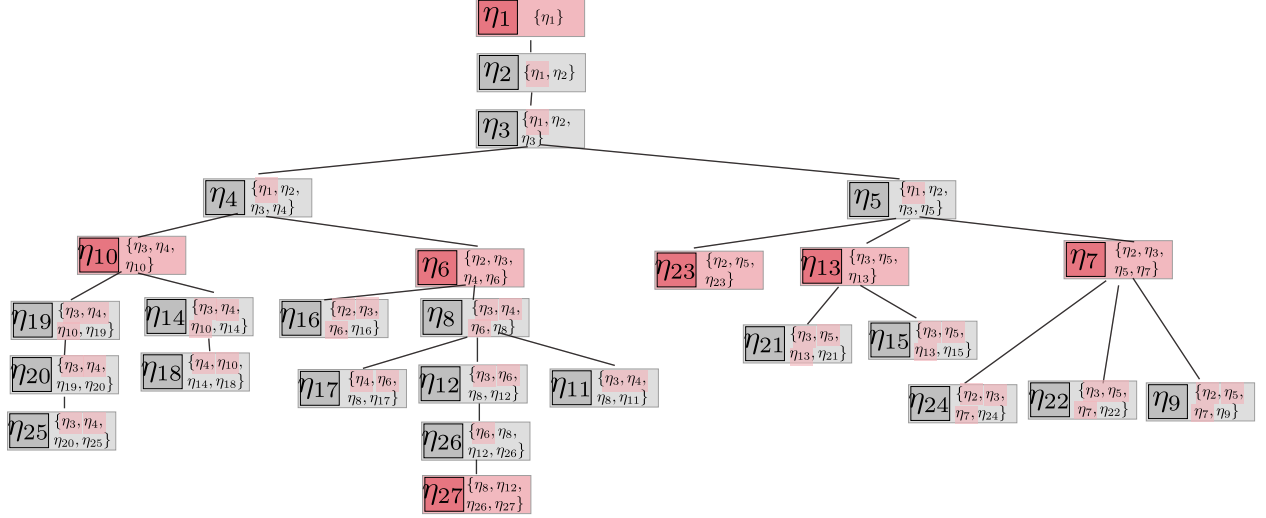 η1 {η1}
η2 {η1, η2}
η3 {η1, η2,
η3}
η4 {η1, η2,
η3, η4}
η5 {η1, η2,
η3, η5}
η10 {η3, η4,
η10}
η6 {η2, η3,
η4, η6}
η23 {η2, η5,
η23}
η13 {η3, η5,
η13}
η7 {η2, η3,
η5, η7}
η19 {η3, η4,
η10, η19}
η14 {η3, η4,
η10, η14}
η16 {η2, η3,
η6, η16}
η8 {η3, η4,
η6, η8}
η21 {η3, η5,
η13, η21}
η15 {η3, η5,
η13, η15}
η20 {η3, η4,
η19, η20}
η18 {η4, η10,
η14, η18}
η17 {η4, η6,
η8, η17}
η12 {η3, η6,
η8, η12}
η11 {η3, η4,
η8, η11}
η24 {η2, η3,
η7, η24}
η22 {η3, η5,
η7, η22}
η9 {η2, η5,
η7, η9}
η25 {η3, η4,
η20, η25}
η26 {η6, η8,
η12, η26}
η27 {η8, η12,
η26, η27}